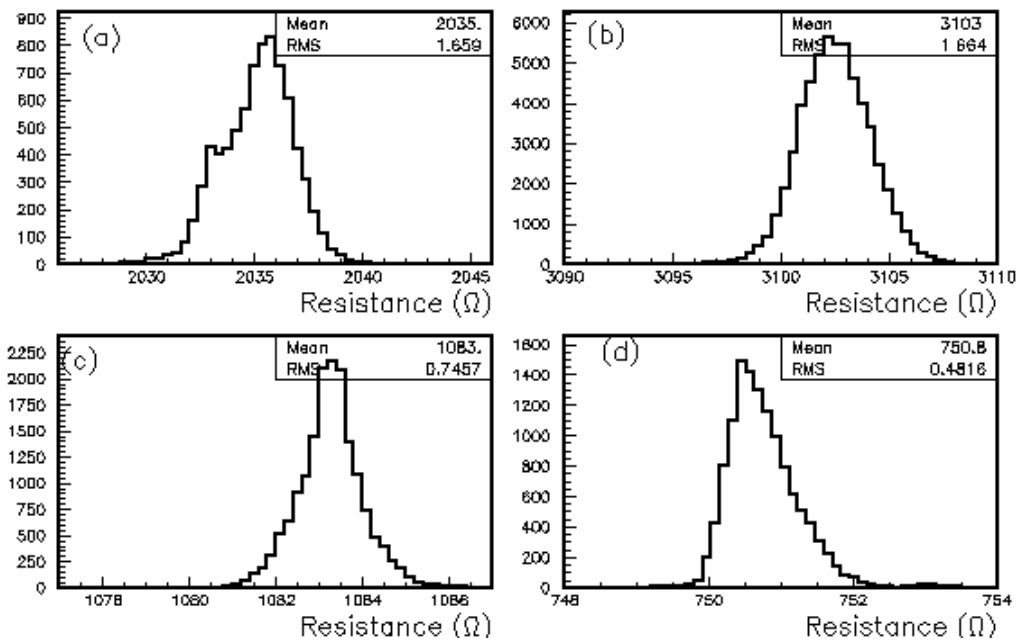 (a)
Mean 2035.
RMS 1.659
900
800
700
600
500
400
300
200
100
0
2030 2035 2040 2045
Resistance (Ω)
(b)
Mean 3103
RMS 1.664
6000
5000
4000
3000
2000
1000
0
3090 3095 3100 3105 3110
Resistance (Ω)
(c)
Mean 1083.
RMS 0.7457
2250
2000
1750
1500
1250
1000
750
500
250
0
1078 1080 1082 1084 1086
Resistance (Ω)
(d)
Mean 750.8
RMS 0.4816
1600
1400
1200
1000
800
600
400
200
0
748 750 752 754
Resistance (Ω)